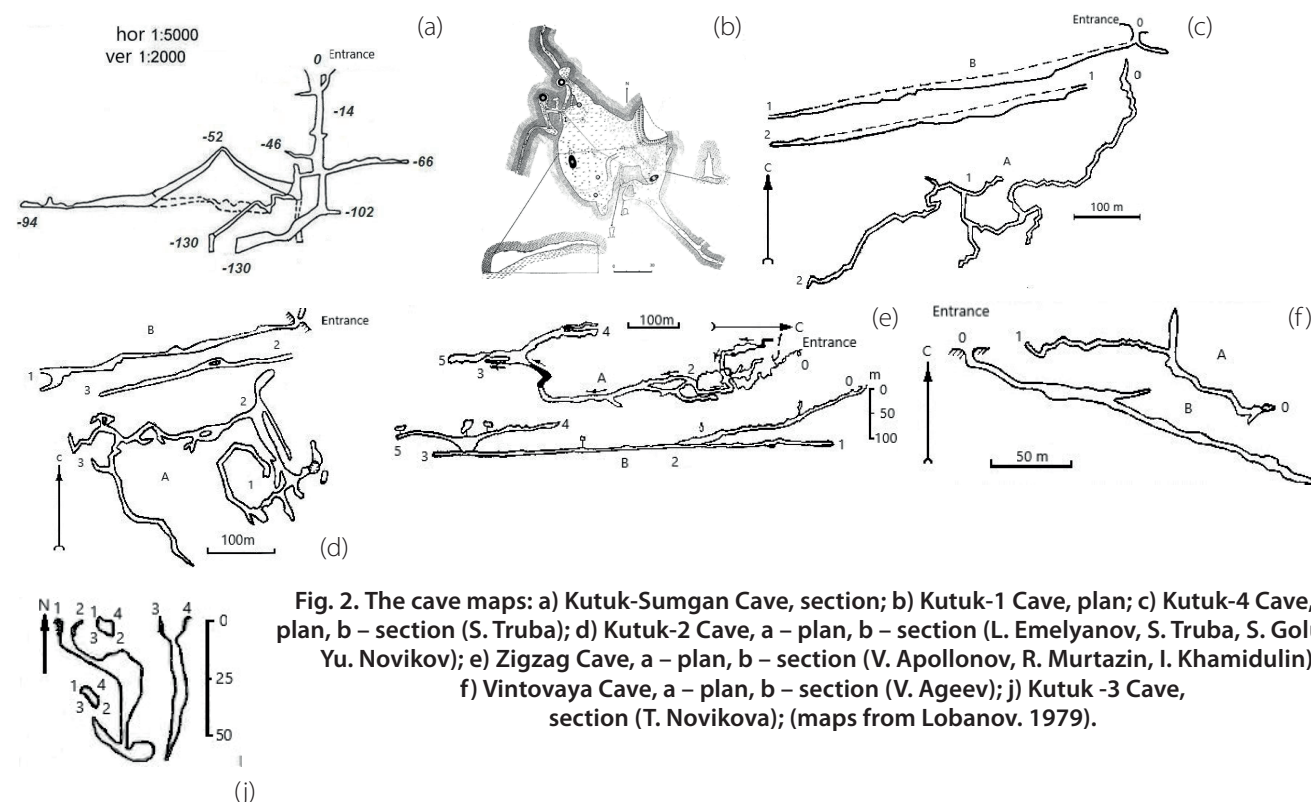 (a)
hor 1:5000
ver 1:2000
0 Entrance
-14
-52
-46
-66
-94
-102
-130
-130
(b)
N
(c)
Entrance 0
B
1
1
0
2
C
A
1
100 m
2
B
Entrance
1
2
3
2
c
3
A
1
100m
(d)
(e)
100m
C
4
Entrance
5
3
A
2
0
0
m
0
50
100
4
5
3
B
2
1
(f)
Entrance
0
1
C
A
B
0
50 m
N
1 2 1 4 3 4
3 2
0
1 4
3 2
25
50
(j)
Fig. 2. The cave maps: a) Kutuk-Sumgan Cave, section; b) Kutuk-1 Cave, plan; c) Kutuk-4 Cave,
plan, b – section (S. Truba); d) Kutuk-2 Cave, a – plan, b – section (L. Emelyanov, S. Truba, S. Gol
Yu. Novikov); e) Zigzag Cave, a – plan, b – section (V. Apollonov, R. Murtazin, I. Khamidulin)
f) Vintovaya Cave, a – plan, b – section (V. Ageev); j) Kutuk -3 Cave,
section (T. Novikova); (maps from Lobanov. 1979).